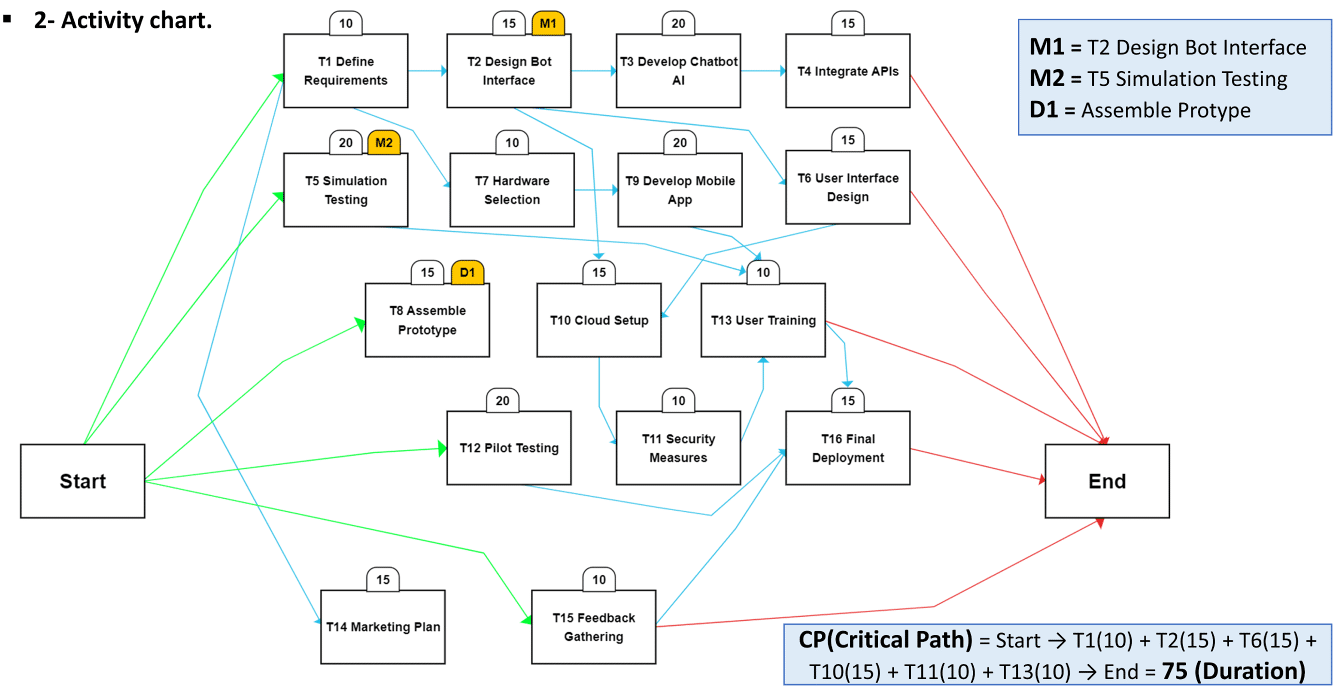 ▪ 2- Activity chart.
10
T1 Define
Requirements
15 M1
T2 Design Bot
Interface
20
T3 Develop Chatbot
AI
15
T4 Integrate APIs
M1 = T2 Design Bot Interface
M2 = T5 Simulation Testing
D1 = Assemble Protype
20 M2
T5 Simulation
Testing
10
T7 Hardware
Selection
20
T9 Develop Mobile
App
15
T6 User Interface
Design
15 D1
T8 Assemble
Prototype
15
T10 Cloud Setup
10
T13 User Training
20
T12 Pilot Testing
10
T11 Security
Measures
15
T16 Final
Deployment
Start
End
15
T14 Marketing Plan
10
T15 Feedback
Gathering
CP(Critical Path) = Start → T1(10) + T2(15) + T6(15) +
T10(15) + T11(10) + T13(10) → End = 75 (Duration)